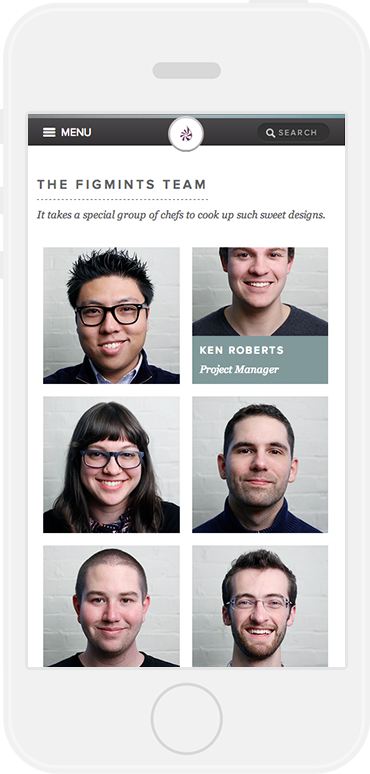 MENU
SEARCH
THE FIGMINTS TEAM
It takes a special group of chefs to cook up such sweet designs.
KEN ROBERTS
Project Manager